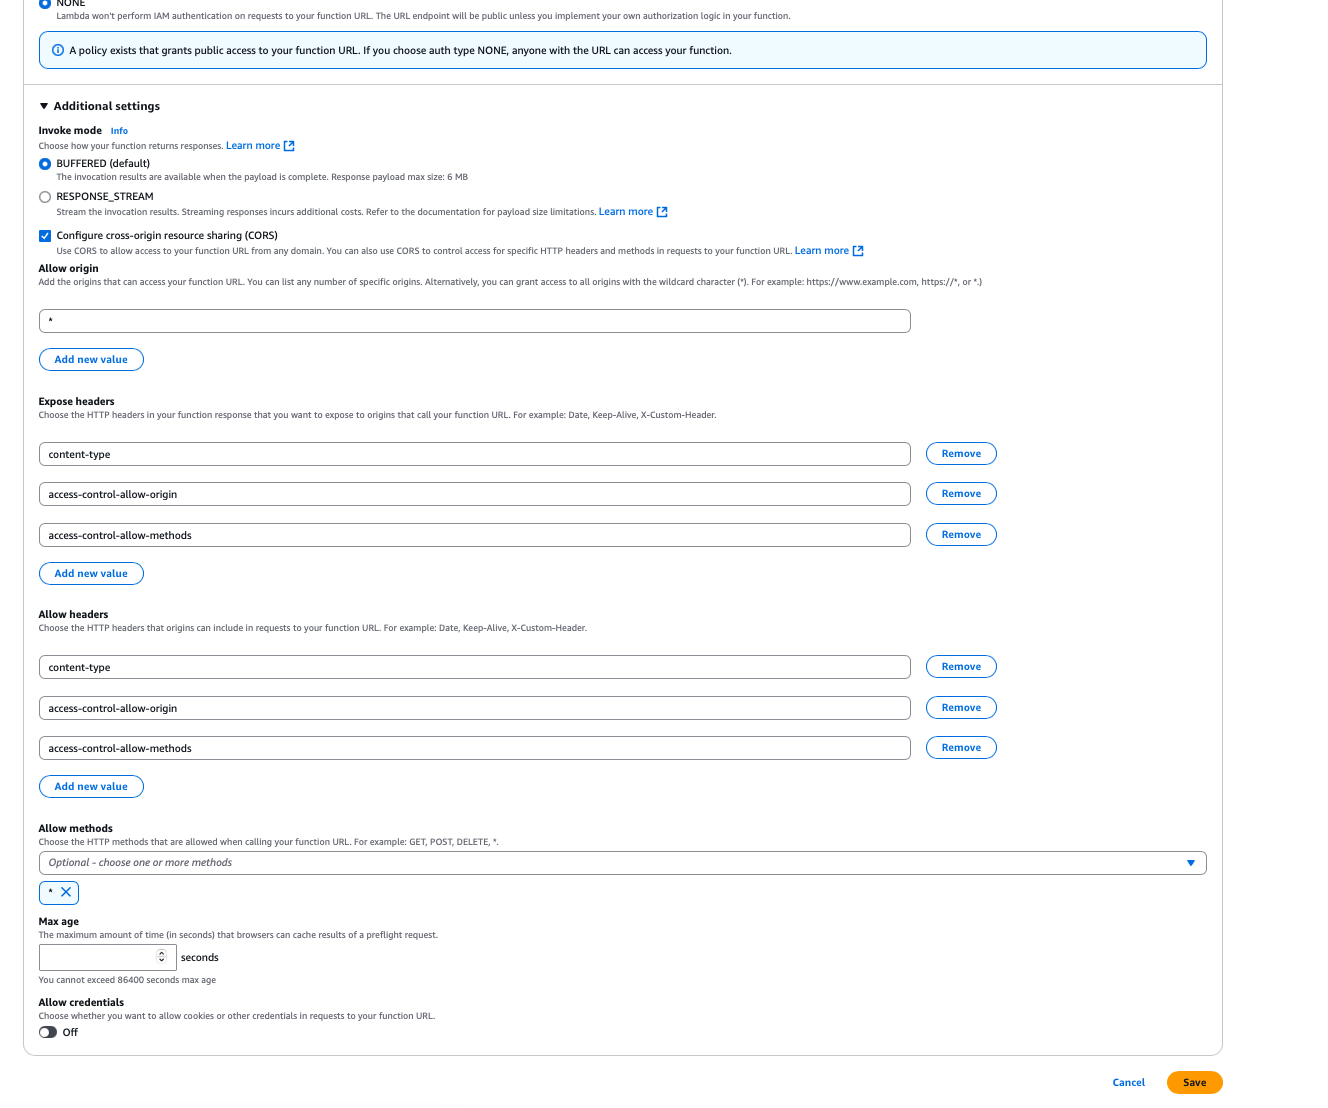 NONE
Lambda won't perform IAM authentication on requests to your function URL. The URL endpoint will be public unless you implement your own authorization logic in your function.
A policy exists that grants public access to your function URL. If you choose auth type NONE, anyone with the URL can access your function.
Additional settings
Invoke mode Info
Choose how your function returns responses. Learn more
BUFFERED (default)
The invocation results are available when the payload is complete. Response payload max size: 6 MB
RESPONSE_STREAM
Stream the invocation results. Streaming responses incurs additional costs. Refer to the documentation for payload size limitations. Learn more
Configure cross-origin resource sharing (CORS)
Use CORS to allow access to your function URL from any domain. You can also use CORS to control access for specific HTTP headers and methods in requests to your function URL. Learn more
Allow origin
Add the origins that can access your function URL. You can list any number of specific origins. Alternatively, you can grant access to all origins with the wildcard character (*). For example: https://www.example.com, https://*, or *.)
*
Add new value
Expose headers
Choose the HTTP headers in your function response that you want to expose to origins that call your function URL. For example: Date, Keep-Alive, X-Custom-Header.
content-type Remove
access-control-allow-origin Remove
access-control-allow-methods Remove
Add new value
Allow headers
Choose the HTTP headers that origins can include in requests to your function URL. For example: Date, Keep-Alive, X-Custom-Header.
content-type Remove
access-control-allow-origin Remove
access-control-allow-methods Remove
Add new value
Allow methods
Choose the HTTP methods that are allowed when calling your function URL. For example: GET, POST, DELETE, *.
Optional - choose one or more methods
*
Max age
The maximum amount of time (in seconds) that browsers can cache results of a preflight request.
seconds
You cannot exceed 86400 seconds max age
Allow credentials
Choose whether you want to allow cookies or other credentials in requests to your function URL.
Off
Cancel Save